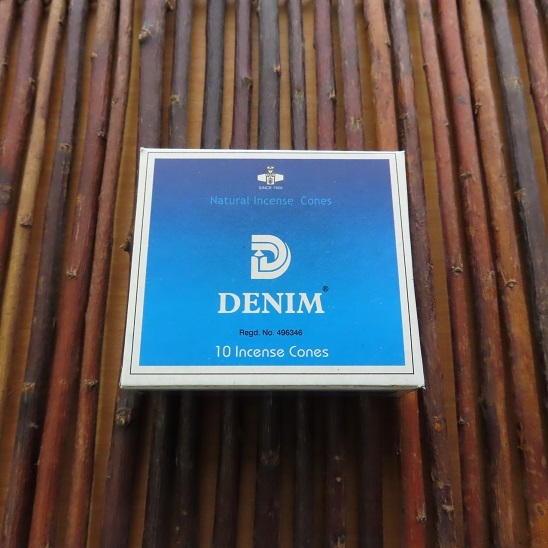 Natural Incense Cones
DENIM®
Regd. No. 496346
10 Incense Cones